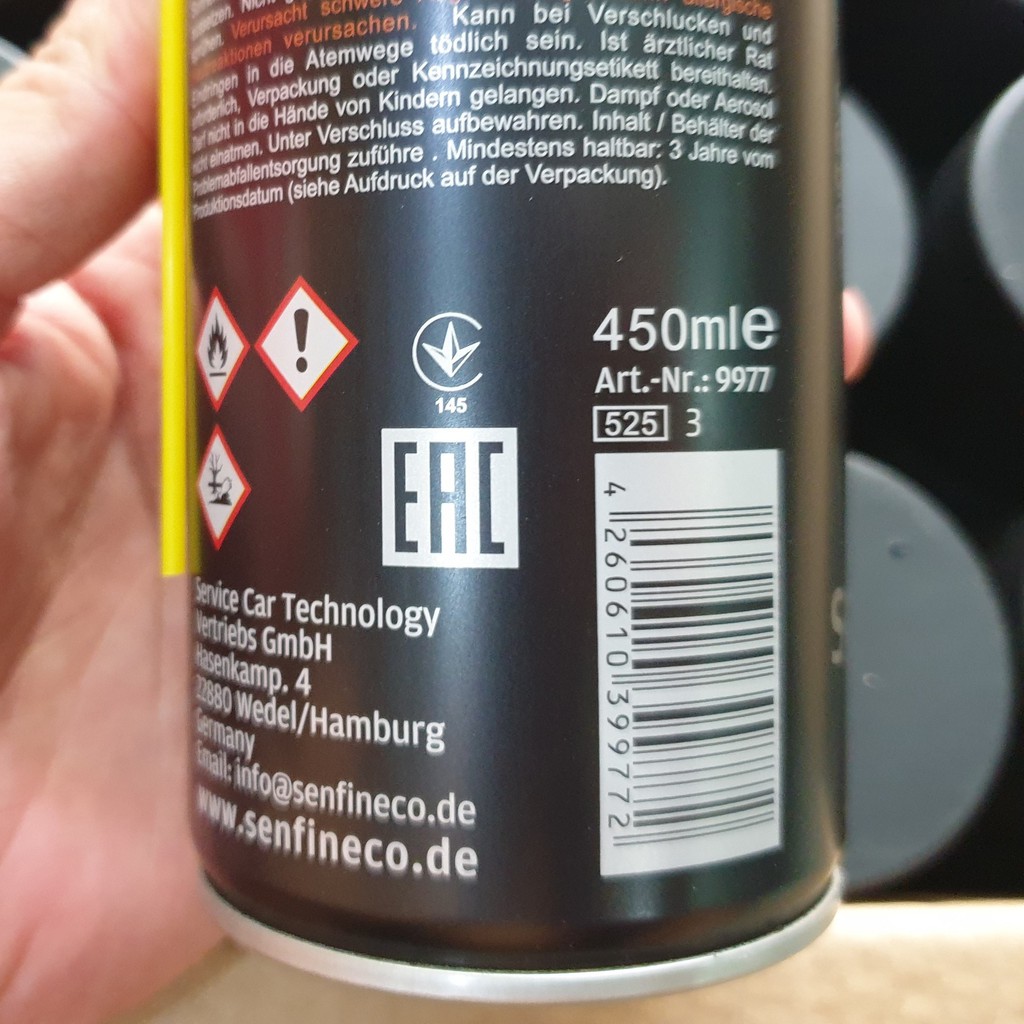 Verursacht schwere
verursachen. Kann bei Verschlucken und
in die Atemwege tödlich sein. Ist ärztlicher Rat
erforderlich, Verpackung oder Kennzeichnungsetikett bereithalten.
Darf nicht in die Hände von Kindern gelangen. Dampf oder Aerosol
nicht einatmen. Unter Verschluss aufbewahren. Inhalt / Behälter der
Problemabfallentsorgung zuführe . Mindestens haltbar: 3 Jahre vom
Produktionsdatum (siehe Aufdruck auf der Verpackung).
145
EAC
450mle
Art.-Nr.: 9977
525 3
4 260610 399772
Service Car Technology
Vertriebs GmbH
Hasenkamp. 4
22880 Wedel/Hamburg
Germany
Email: info@senfineco.de
www.senfineco.de